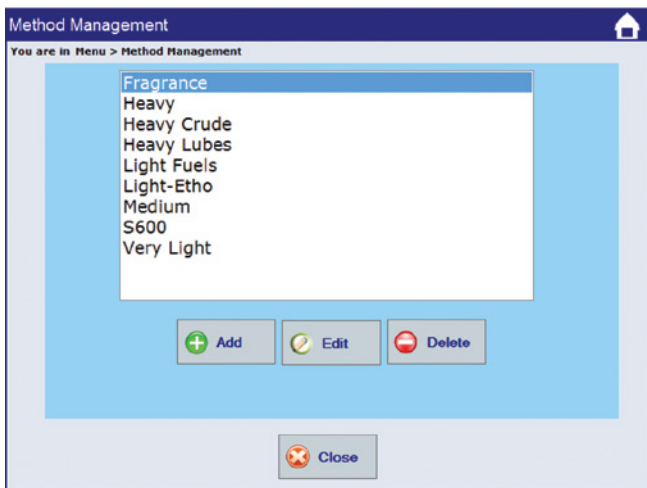 Method Management
You are in Menu > Method Management
Fragrance
Heavy
Heavy Crude
Heavy Lubes
Light Fuels
Light-Etho
Medium
S600
Very Light
Add
Edit
Delete
Close